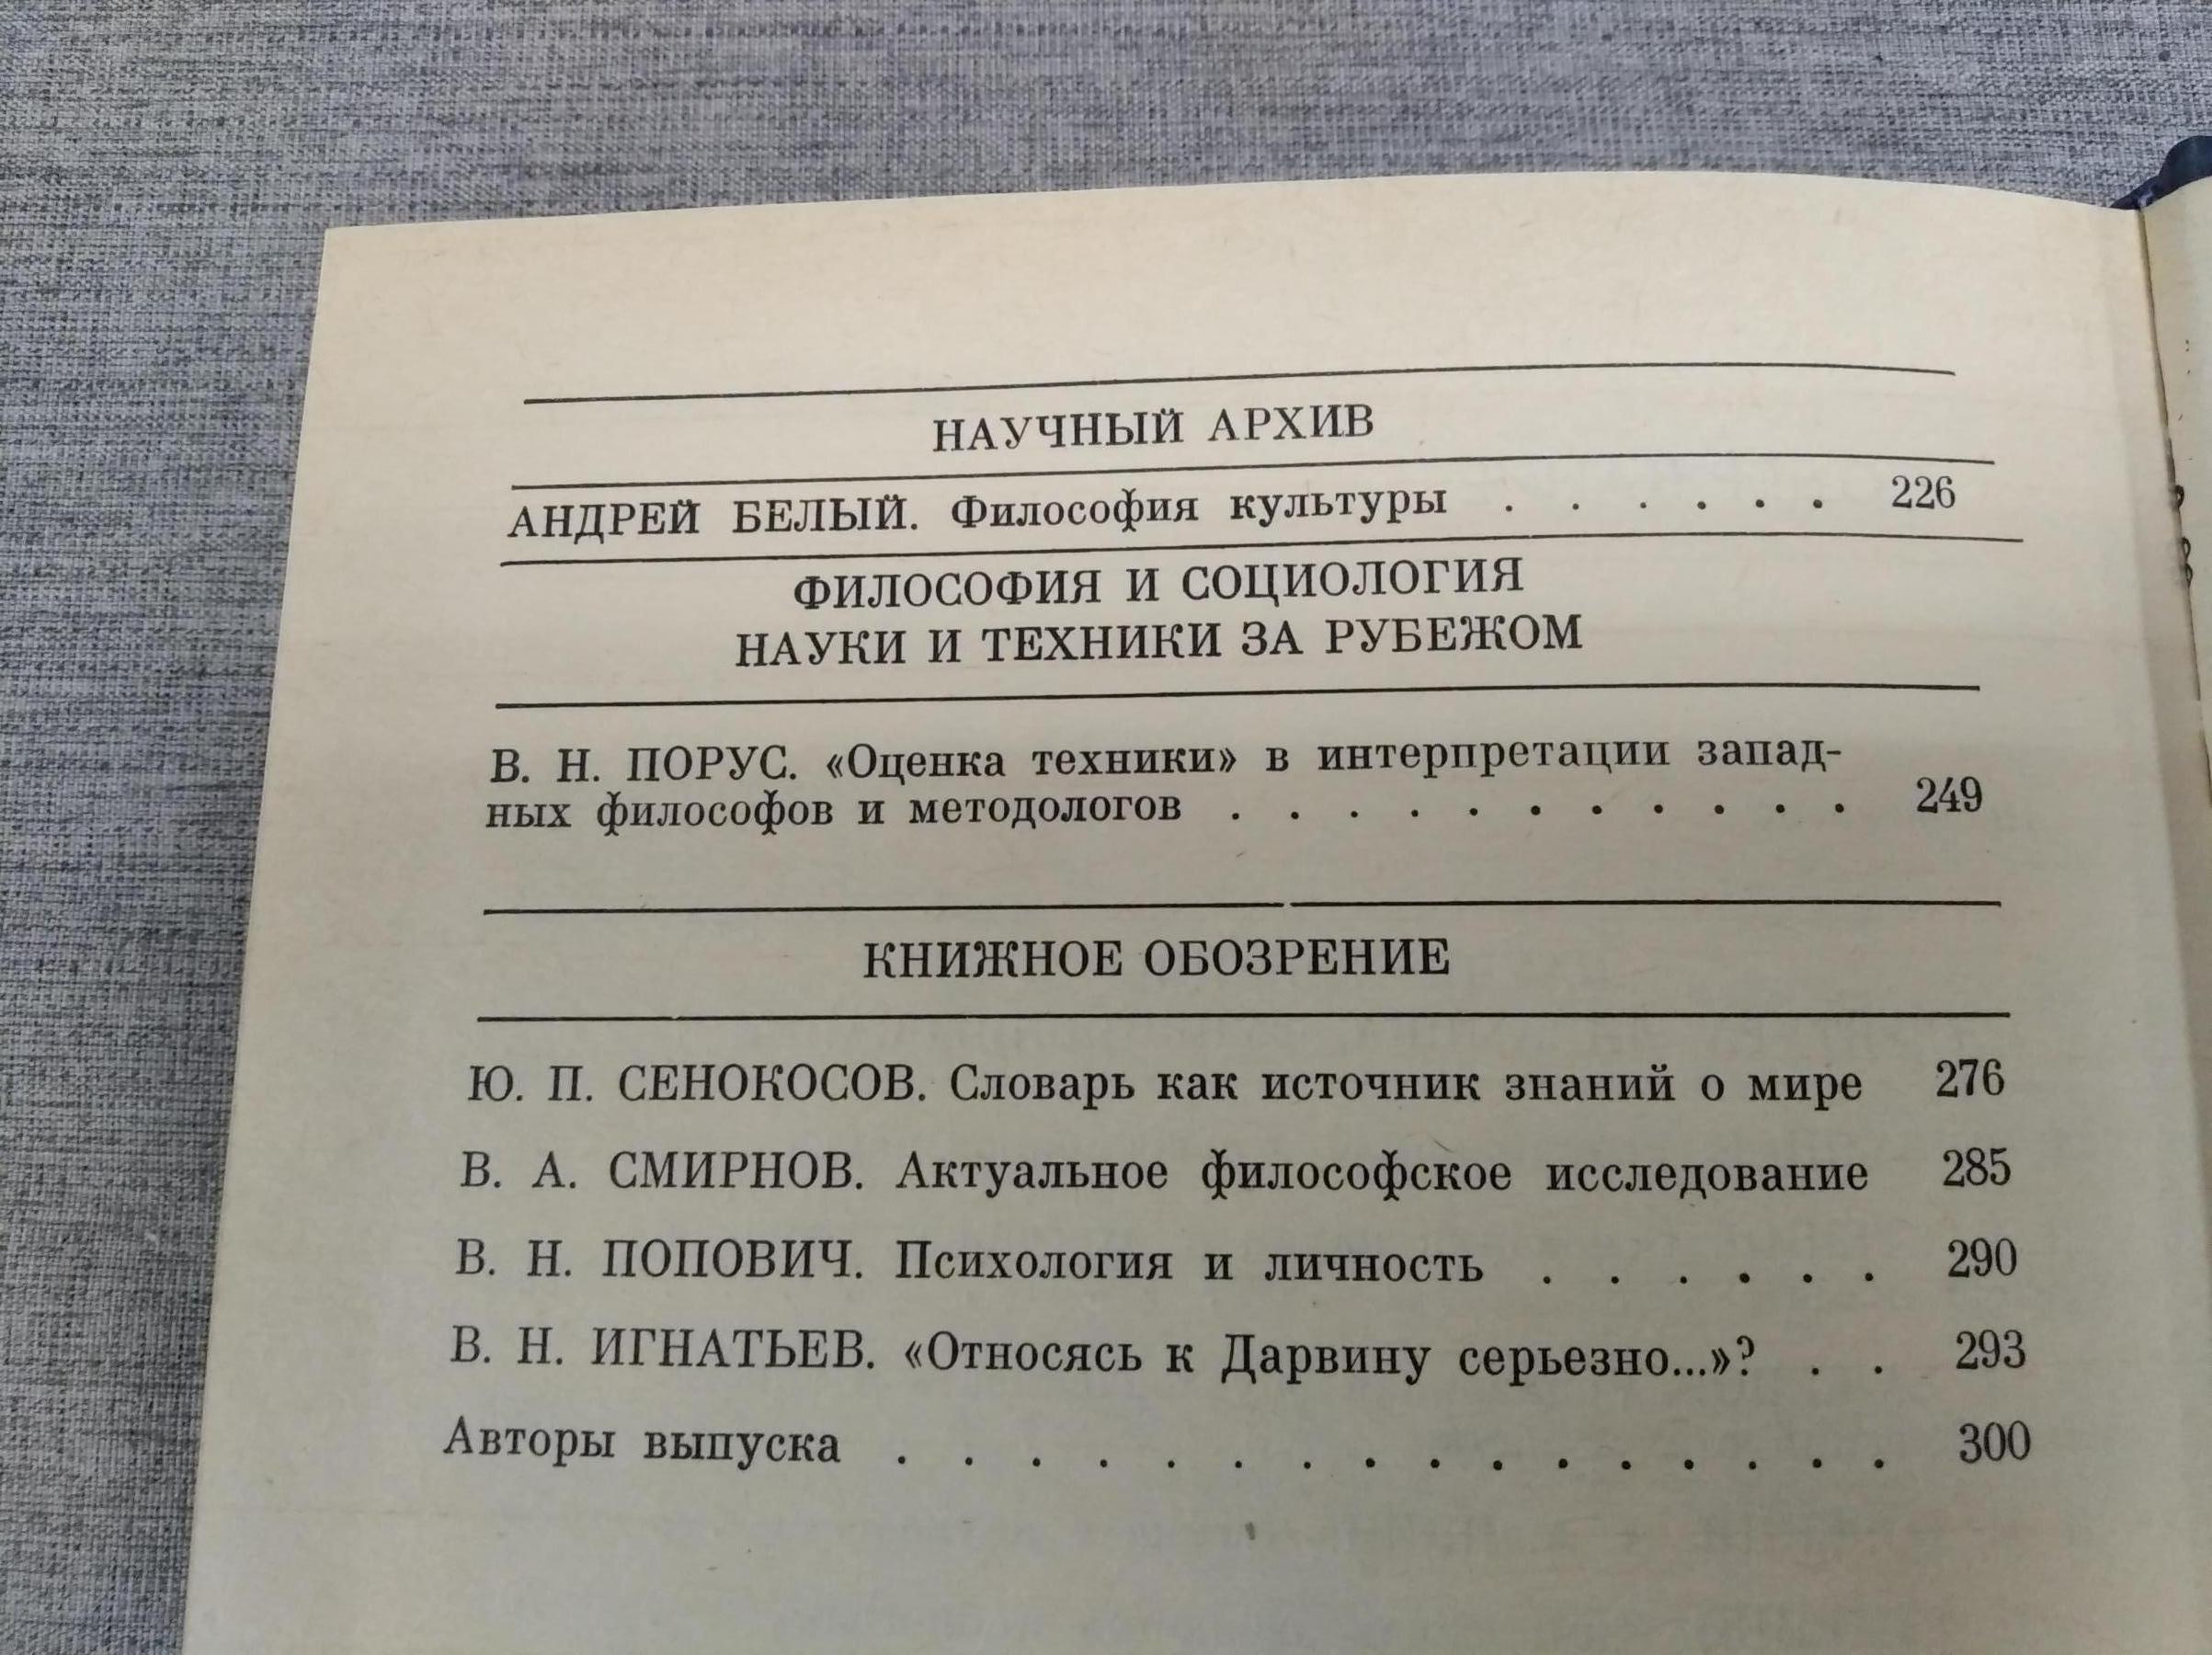 НАУЧНЫЙ АРХИВ
АНДРЕЙ БЕЛЫЙ. Философия культуры . . . . . . 226
ФИЛОСОФИЯ И СОЦИОЛОГИЯ
НАУКИ И ТЕХНИКИ ЗА РУБЕЖОМ
В. Н. ПОРУС. «Оценка техники» в интерпретации запад-
ных философов и методологов . . . . . . . . . . . 249
КНИЖНОЕ ОБОЗРЕНИЕ
Ю. П. СЕНОКОСОВ. Словарь как источник знаний о мире 276
В. А. СМИРНОВ. Актуальное философское исследование 285
В. Н. ПОПОВИЧ. Психология и личность . . . . . . 290
В. Н. ИГНАТЬЕВ. «Относясь к Дарвину серьезно...»? . . 293
Авторы выпуска . . . . . . . . . . . . . . . . 300